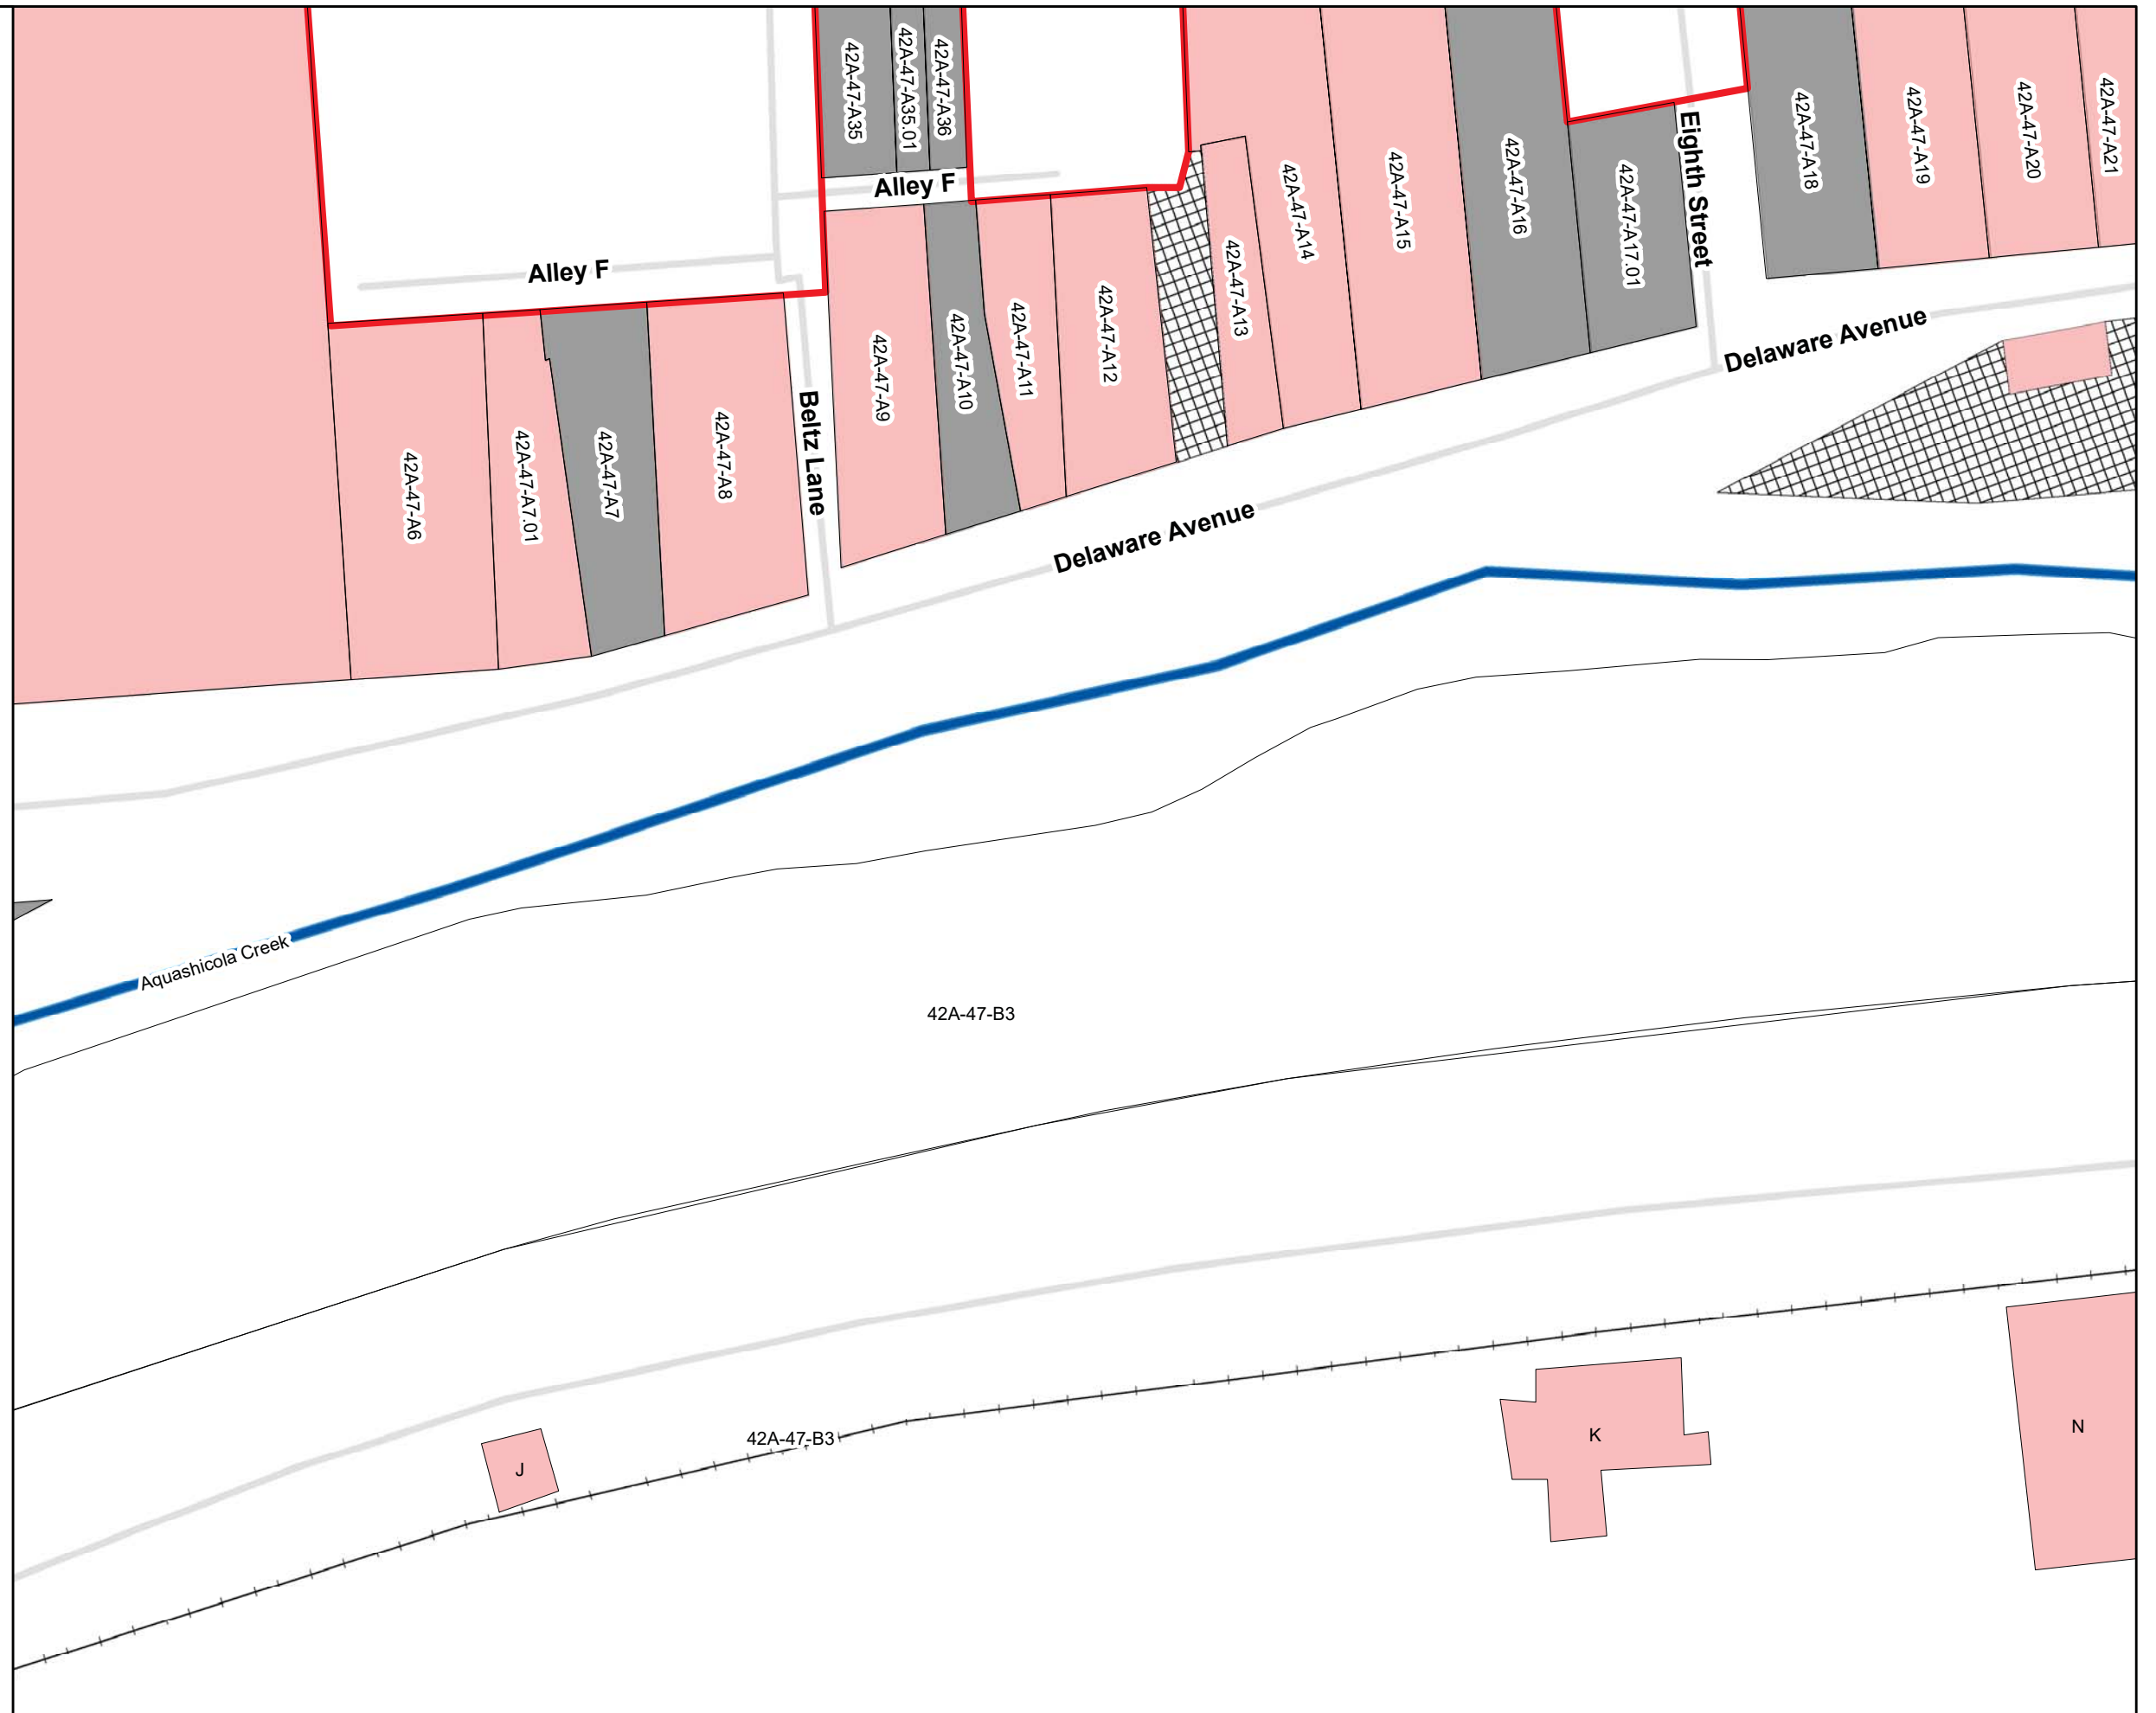 42A-47-A35
42A-47-A35.01
42A-47-A36
Alley F
Alley F
42A-47-A6
42A-47-A7.01
42A-47-A7
42A-47-A8
Beltz Lane
42A-47-A9
42A-47-A10
42A-47-A11
42A-47-A12
42A-47-A13
42A-47-A14
42A-47-A15
42A-47-A16
42A-47-A17.01
Eighth Street
42A-47-A18
42A-47-A19
42A-47-A20
42A-47-A21
Delaware Avenue
Delaware Avenue
Aquashicola Creek
42A-47-B3
42A-47-B3
J
K
N